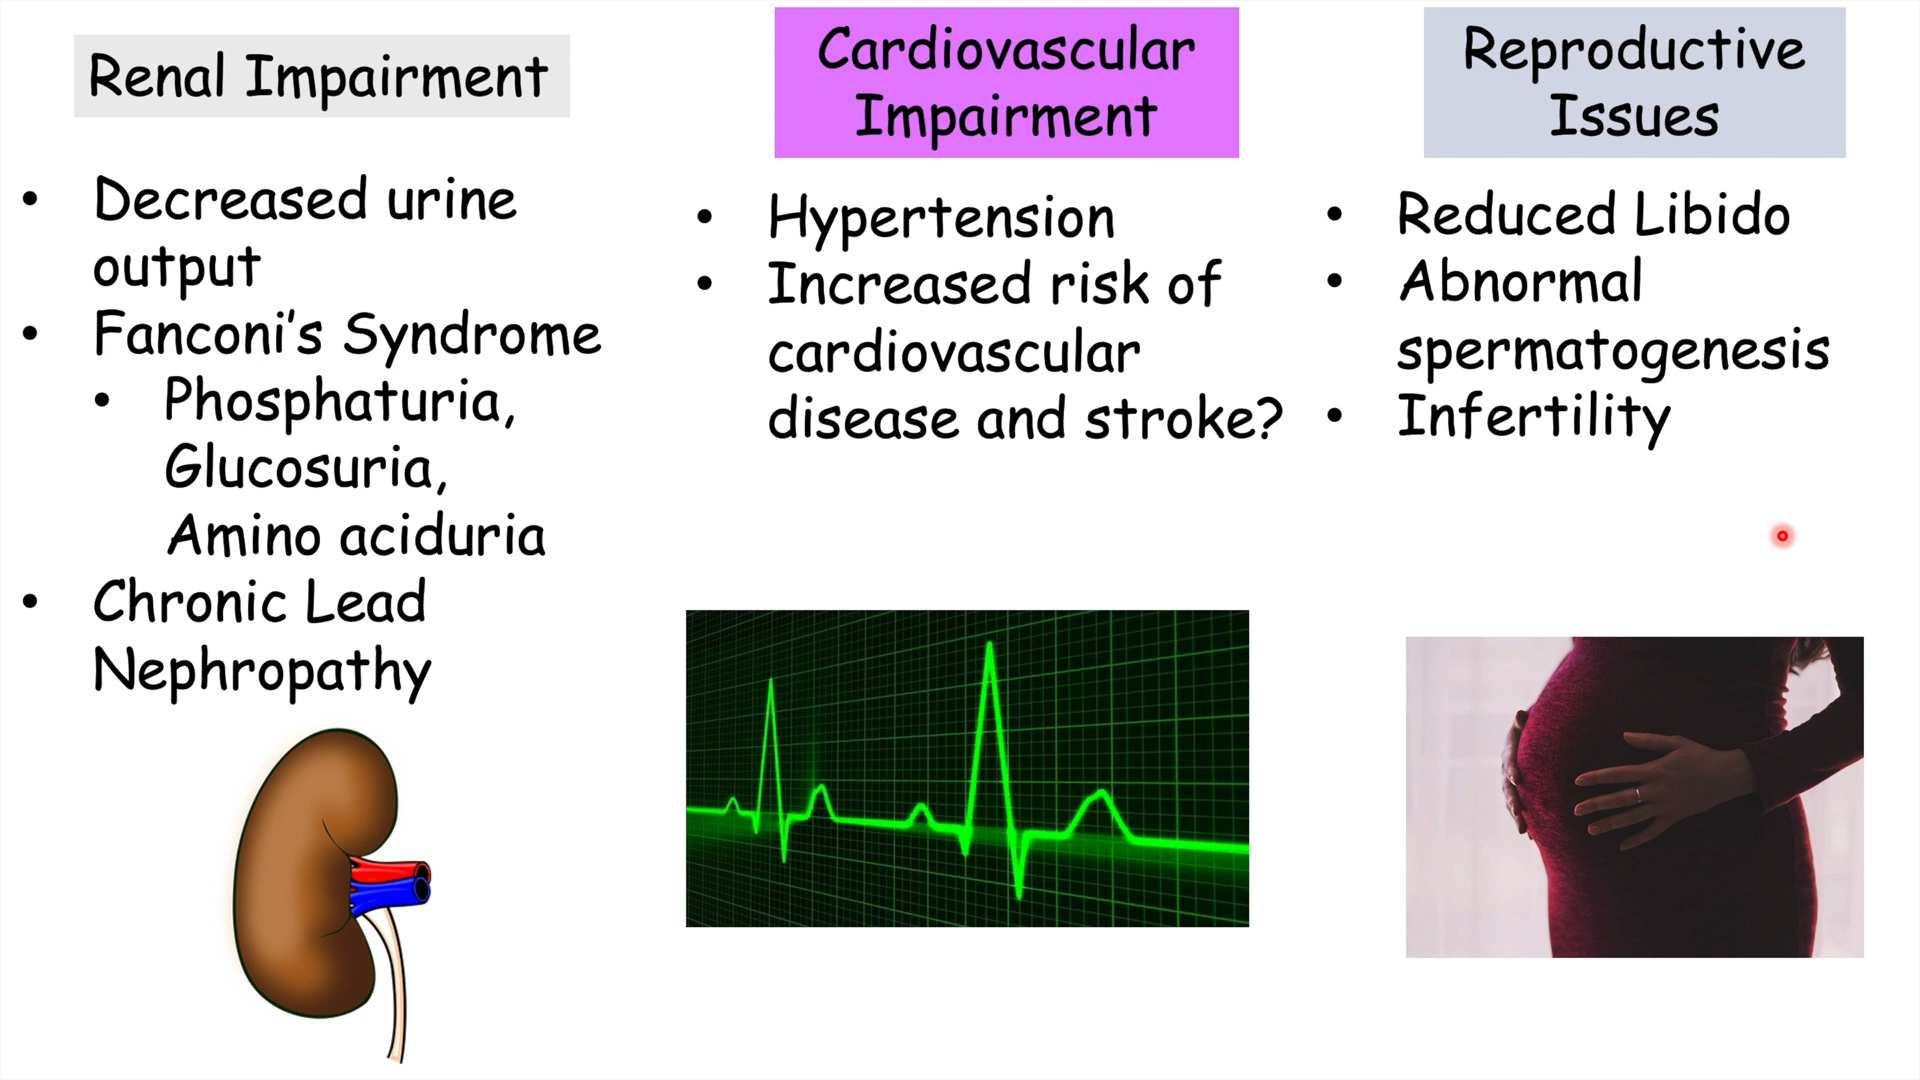 Renal Impairment
• Decreased urine
output
• Fanconi's Syndrome
• Phosphaturia,
Glucosuria,
Amino aciduria
• Chronic Lead
Nephropathy
Cardiovascular
Impairment
• Hypertension
• Increased risk of
cardiovascular
disease and stroke?
Reproductive
Issues
• Reduced Libido
• Abnormal
spermatogenesis
• Infertility